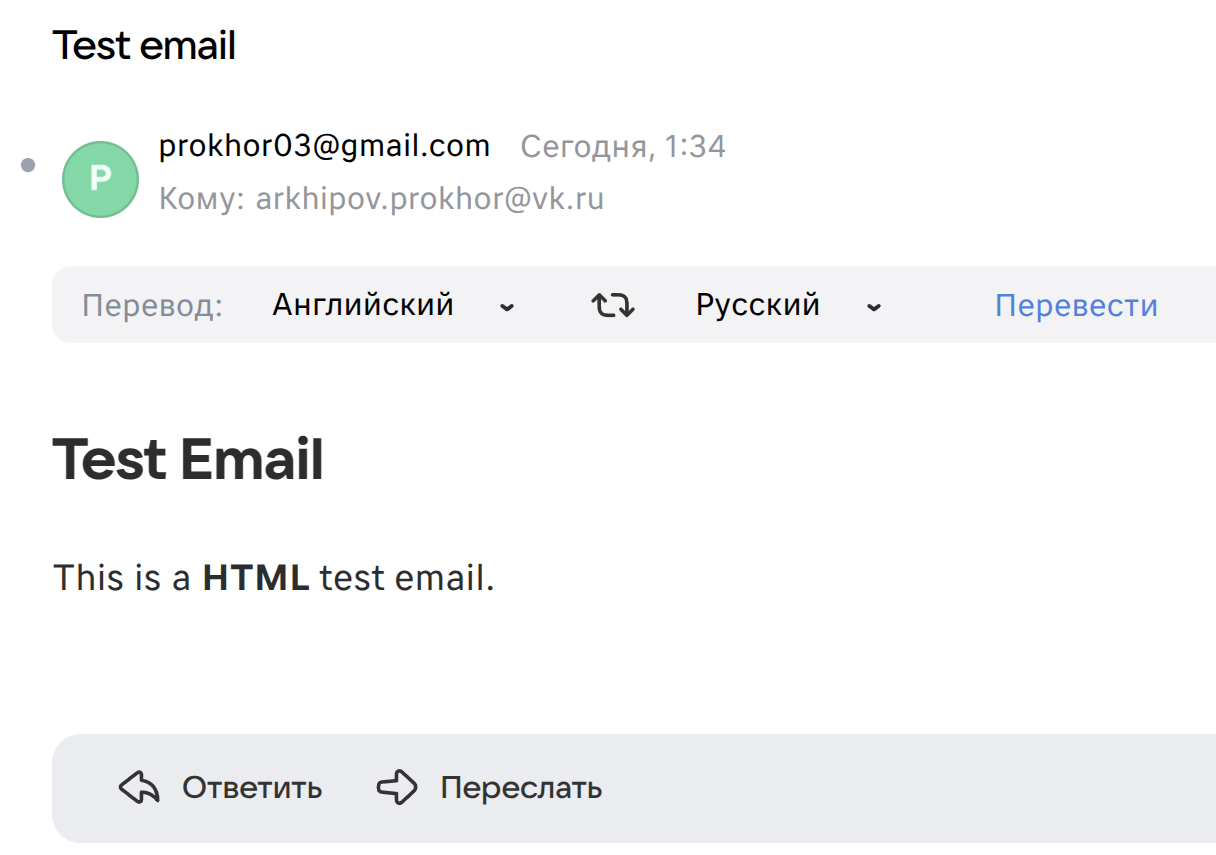 Test email
prokhor03@gmail.com Сегодня, 1:34
P
Кому: arkhipov.prokhor@vk.ru
Перевод: Английский Русский Перевести
Test Email
This is a HTML test email.
Ответить Переслать